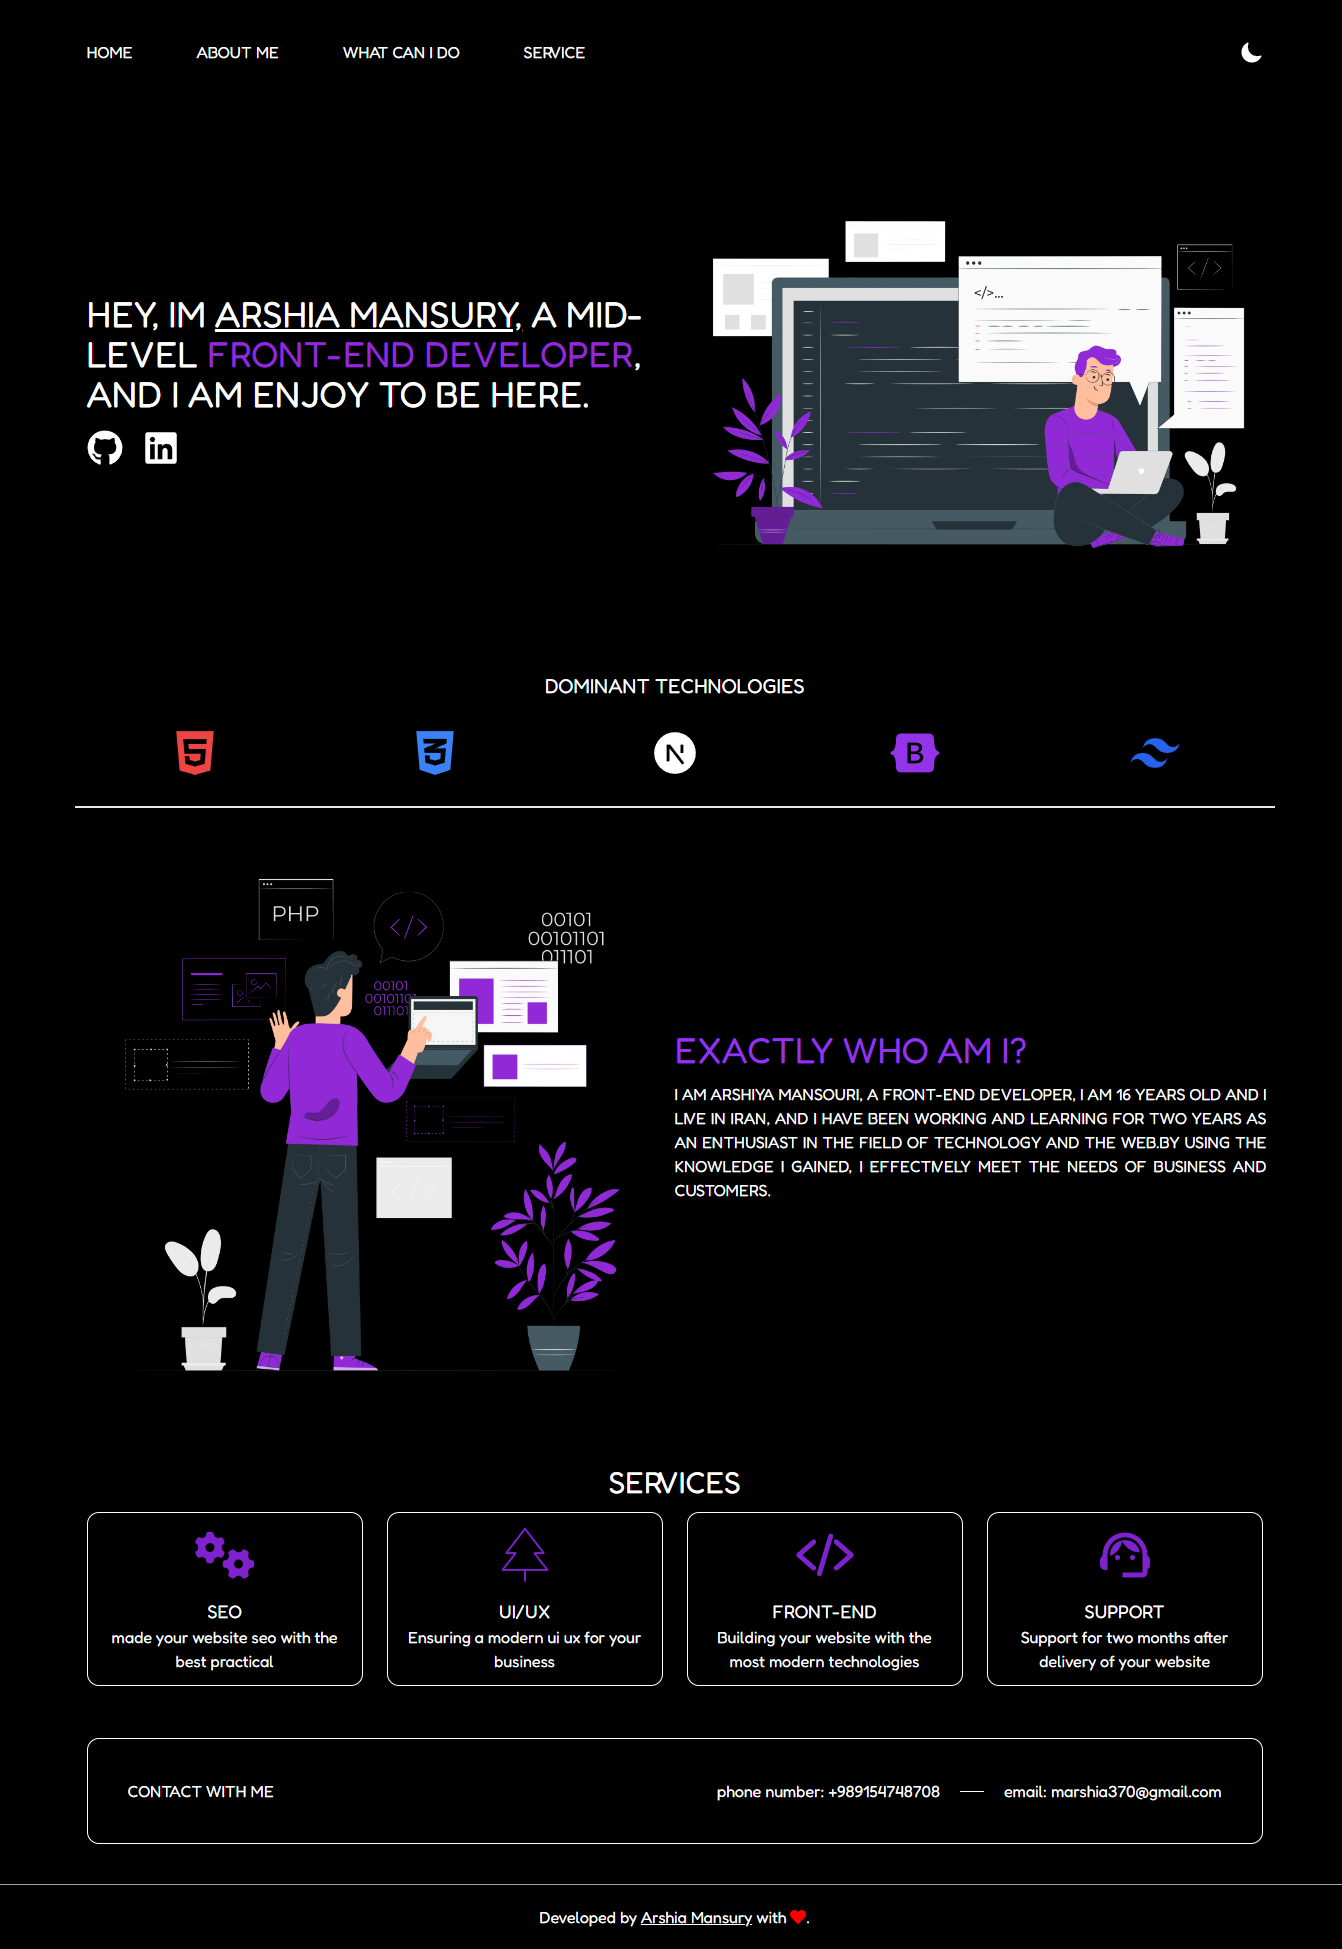 HOME ABOUT ME WHAT CAN I DO SERVICE
HEY, IM ARSHIA MANSURY, A MID-
LEVEL FRONT-END DEVELOPER,
AND I AM ENJOY TO BE HERE.
in
</>...
</>
DOMINANT TECHNOLOGIES
5 3 N B
PHP
</>
00101
00101101
011101
00101
0010110
011101
</>
EXACTLY WHO AM I?
I AM ARSHIYA MANSOURI, A FRONT-END DEVELOPER, I AM 16 YEARS OLD AND I
LIVE IN IRAN, AND I HAVE BEEN WORKING AND LEARNING FOR TWO YEARS AS
AN ENTHUSIAST IN THE FIELD OF TECHNOLOGY AND THE WEB.BY USING THE
KNOWLEDGE I GAINED, I EFFECTIVELY MEET THE NEEDS OF BUSINESS AND
CUSTOMERS.
SERVICES
SEO
made your website seo with the
best practical
UI/UX
Ensuring a modern ui ux for your
business
</>
FRONT-END
Building your website with the
most modern technologies
SUPPORT
Support for two months after
delivery of your website
CONTACT WITH ME
phone number: +989154748708 — email: marshia370@gmail.com
Developed by Arshia Mansury with ❤.